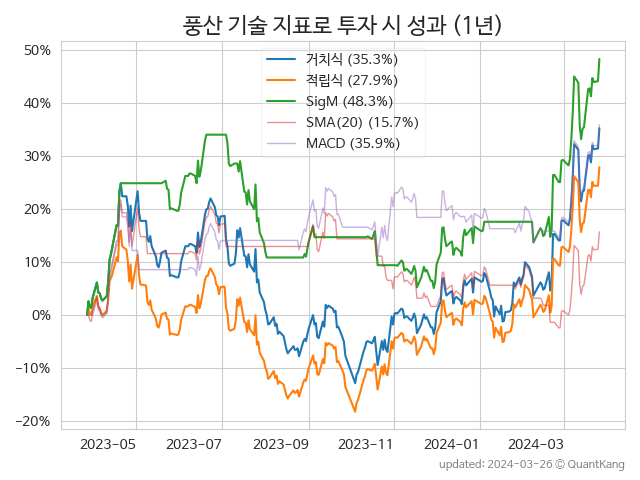 풍산 기술 지표로 투자 시 성과 (1년)
거치식 (35.3%)
적립식 (27.9%)
SigM (48.3%)
SMA(20) (15.7%)
MACD (35.9%)
50%
40%
30%
20%
10%
0%
−10%
−20%
2023-05 2023-07 2023-09 2023-11 2024-01 2024-03
updated: 2024-03-26 ⓒ QuantKang